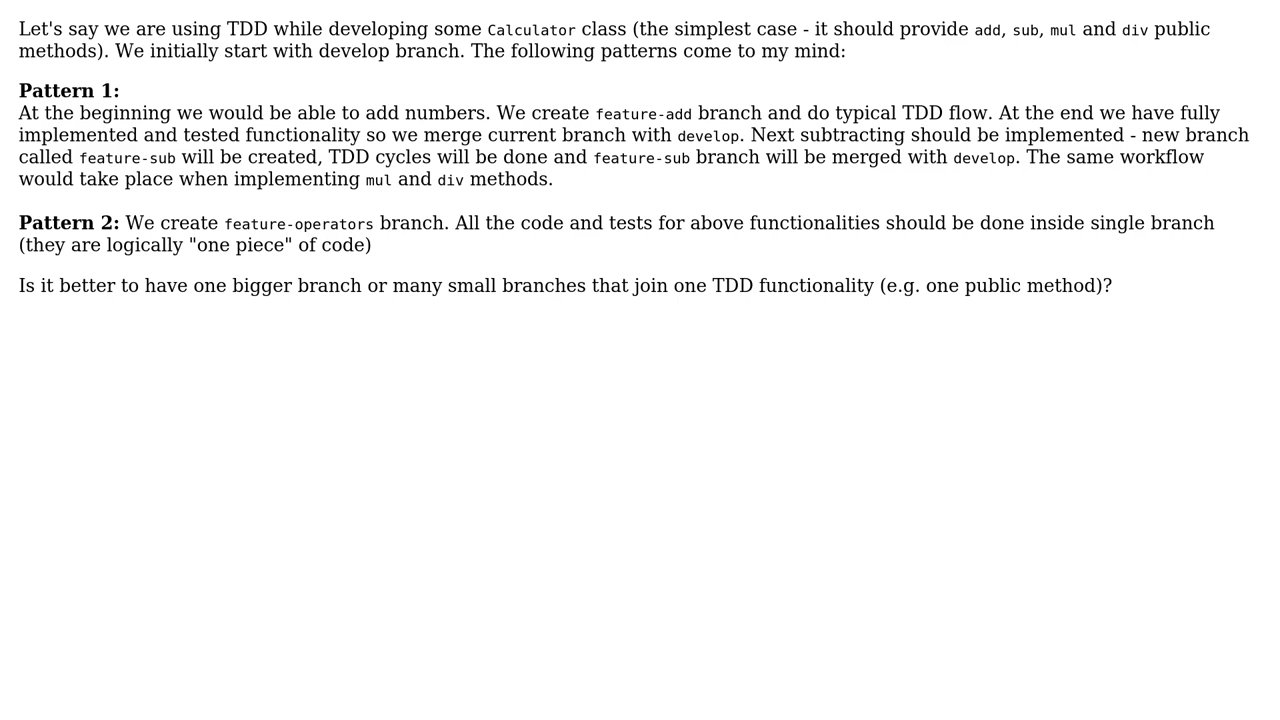 Let's say we are using TDD while developing some Calculator class (the simplest case - it should provide add, sub, mul and div public
methods). We initially start with develop branch. The following patterns come to my mind:
Pattern 1:
At the beginning we would be able to add numbers. We create feature-add branch and do typical TDD flow. At the end we have fully
implemented and tested functionality so we merge current branch with develop. Next subtracting should be implemented - new branch
called feature-sub will be created, TDD cycles will be done and feature-sub branch will be merged with develop. The same workflow
would take place when implementing mul and div methods.
Pattern 2: We create feature-operators branch. All the code and tests for above functionalities should be done inside single branch
(they are logically "one piece" of code)
Is it better to have one bigger branch or many small branches that join one TDD functionality (e.g. one public method)?